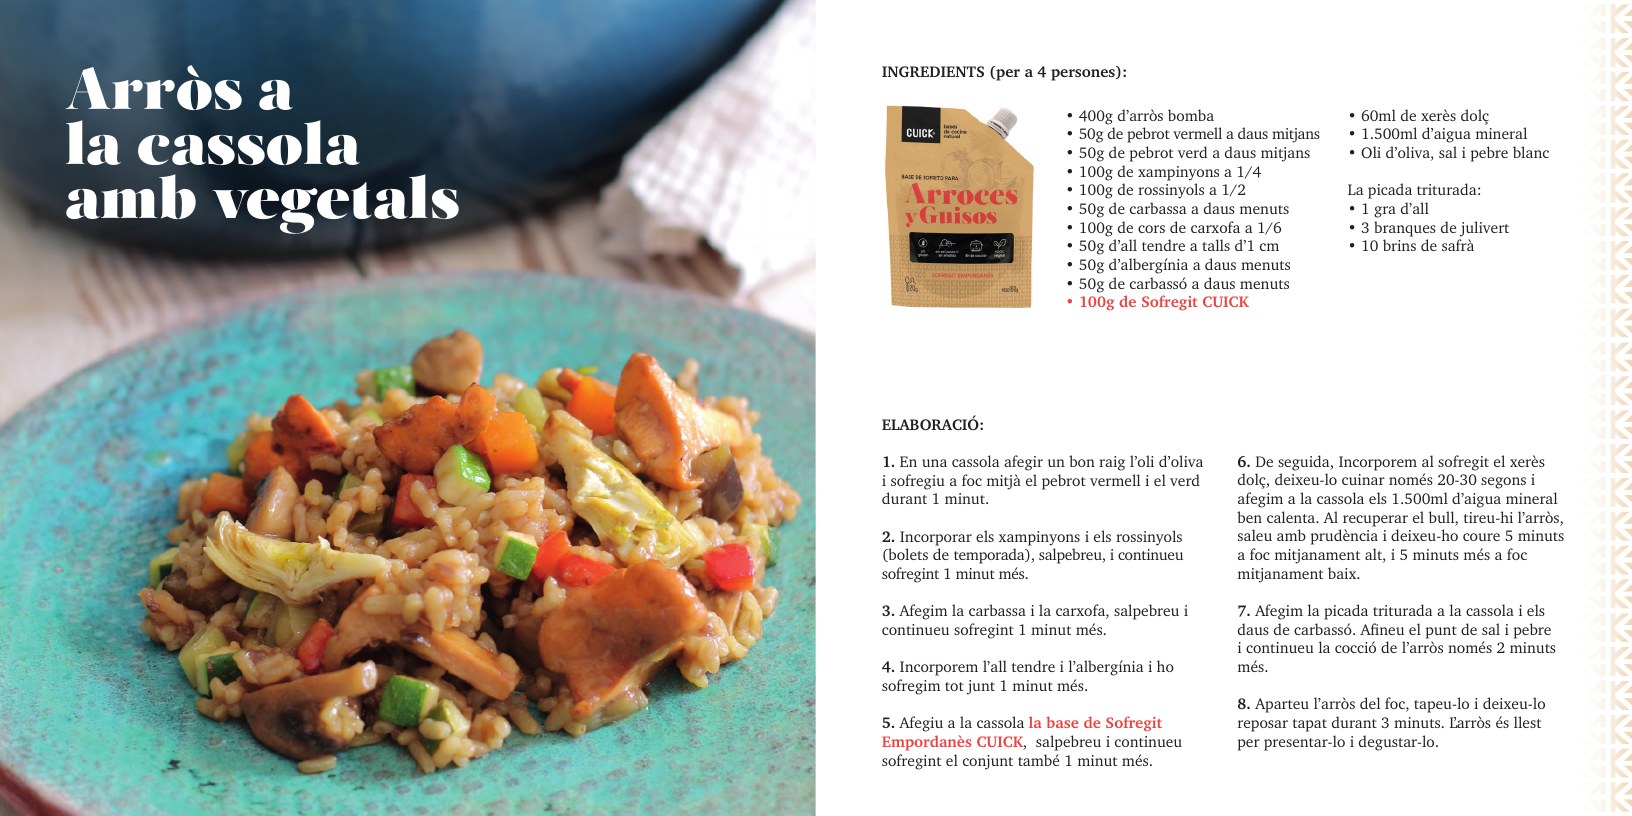 Arròs a
la cassola
amb vegetals
INGREDIENTS (per a 4 persones):
CUICK
bases
de cocina
natural
BASE DE SOFRITO PARA
Arroces
y Guisos
SOFREGIT EMPORDANÈS
• 400g d’arròs bomba
• 50g de pebrot vermell a daus mitjans
• 50g de pebrot verd a daus mitjans
• 100g de xampinyons a 1/4
• 100g de rossinyols a 1/2
• 50g de carbassa a daus menuts
• 100g de cors de carxofa a 1/6
• 50g d’all tendre a talls d’1 cm
• 50g d’albergínia a daus menuts
• 50g de carbassó a daus menuts
• 100g de Sofregit CUICK
• 60ml de xerès dolç
• 1.500ml d’aigua mineral
• Oli d’oliva, sal i pebre blanc
La picada triturada:
• 1 gra d’all
• 3 branques de julivert
• 10 brins de safrà
ELABORACIÓ:
1. En una cassola afegir un bon raig l’oli d’oliva
i sofregiu a foc mitjà el pebrot vermell i el verd
durant 1 minut.
2. Incorporar els xampinyons i els rossinyols
(bolets de temporada), salpebreu, i continueu
sofregint 1 minut més.
3. Afegim la carbassa i la carxofa, salpebreu i
continueu sofregint 1 minut més.
4. Incorporem l’all tendre i l’albergínia i ho
sofregim tot junt 1 minut més.
5. Afegiu a la cassola la base de Sofregit
Empordanès CUICK,  salpebreu i continueu
sofregint el conjunt també 1 minut més.
6. De seguida, Incorporem al sofregit el xerès
dolç, deixeu-lo cuinar només 20-30 segons i
afegim a la cassola els 1.500ml d’aigua mineral
ben calenta. Al recuperar el bull, tireu-hi l’arròs,
saleu amb prudència i deixeu-ho coure 5 minuts
a foc mitjanament alt, i 5 minuts més a foc
mitjanament baix.
7. Afegim la picada triturada a la cassola i els
daus de carbassó. Afineu el punt de sal i pebre
i continueu la cocció de l’arròs només 2 minuts
més.
8. Aparteu l’arròs del foc, tapeu-lo i deixeu-lo
reposar tapat durant 3 minuts. L’arròs és llest
per presentar-lo i degustar-lo.